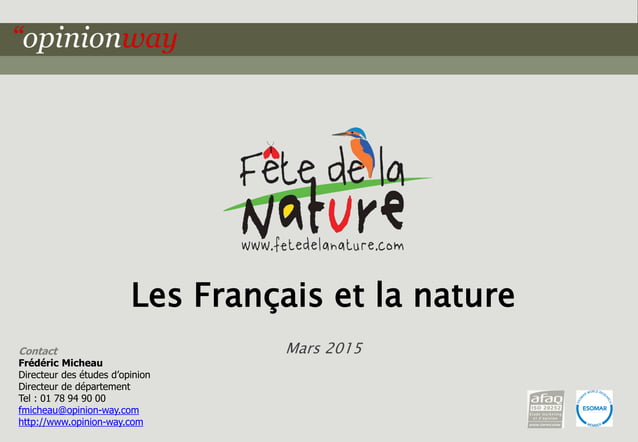 “opinionway
Fête de la
Nature
www.fetedelanature.com
Les Français et la nature
Mars 2015
Contact
Frédéric Micheau
Directeur des études d’opinion
Directeur de département
Tel : 01 78 94 90 00
fmicheau@opinion-way.com
http://www.opinion-way.com
afaq
ISO 20252
ESOMAR
MEMBER